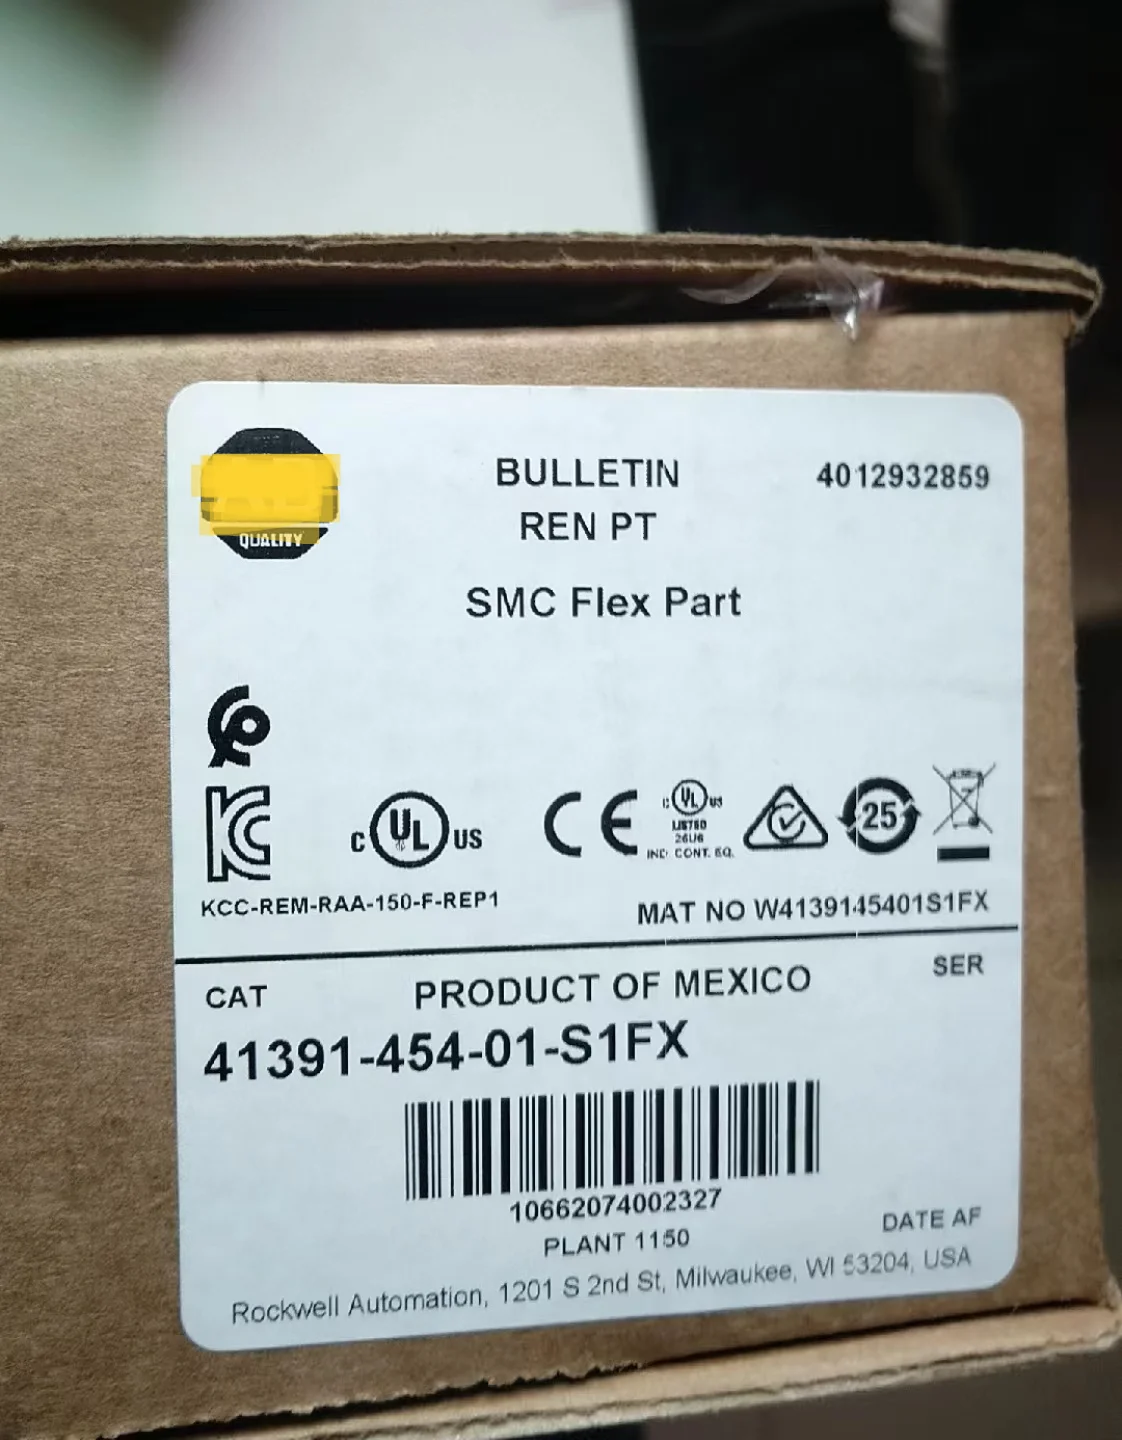 QUALITY
BULLETIN
4012932859
REN PT
SMC Flex Part
C UL US
CE
C UL US
LISTED
26U6
IND. CONT. EQ.
25
KCC-REM-RAA-150-F-REP1
MAT NO W4139145401S1FX
CAT
PRODUCT OF MEXICO
SER
41391-454-01-S1FX
10662074002327
PLANT 1150
DATE AF
Rockwell Automation, 1201 S 2nd St, Milwaukee, WI 53204, USA